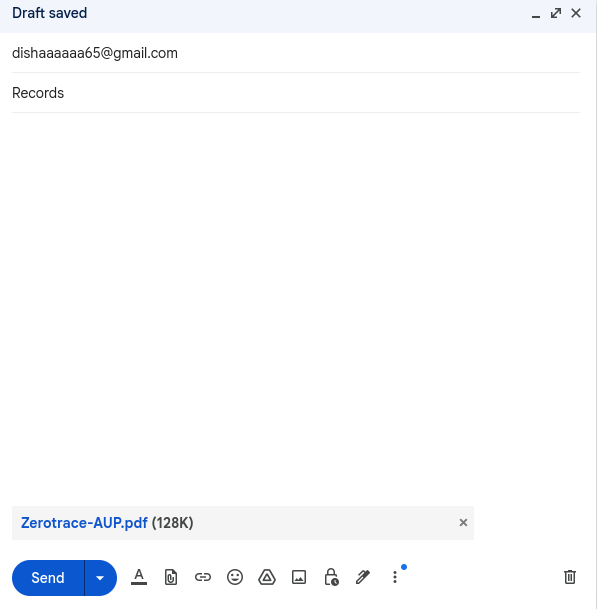 Draft saved
dishaaaaaa65@gmail.com
Records
Zerotrace-AUP.pdf (128K)
Send